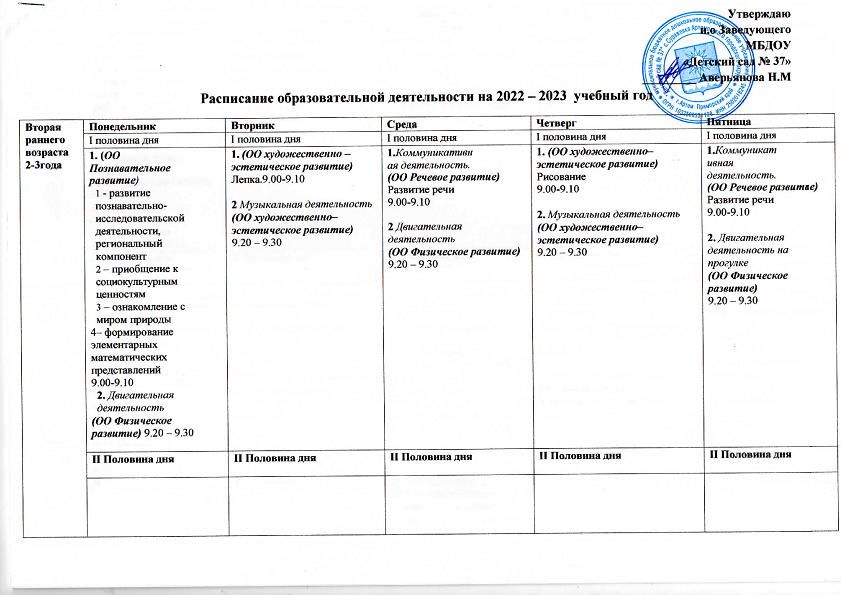 Утверждаю
и.о Заведующего
МБДОУ
«Детский сад № 37»
Аверьянова Н.М
Расписание образовательной деятельности на 2022 – 2023 учебный год
Вторая
раннего
возраста
2-3года
Понедельник
I половина дня
1. (ОО
Познавательное
развитие)
1 - развитие
познавательно-
исследовательской
деятельности,
региональный
компонент
2 – приобщение к
социокультурным
ценностям
3 – ознакомление с
миром природы
4– формирование
элементарных
математических
представлений
9.00-9.10
2. Двигательная
деятельность
(ОО Физическое
развитие) 9.20 – 9.30
II Половина дня
Вторник
I половина дня
1. (ОО художественно –
эстетическое развитие)
Лепка.9.00-9.10
2 Музыкальная деятельность
(ОО художественно–
эстетическое развитие)
9.20 – 9.30
II Половина дня
Среда
I половина дня
1.Коммуникативн
ая деятельность.
(ОО Речевое развитие)
Развитие речи
9.00-9.10
2 Двигательная
деятельность
(ОО Физическое развитие)
9.20 – 9.30
II Половина дня
Четверг
I половина дня
1. (ОО художественно–
эстетическое развитие)
Рисование
9.00-9.10
2. Музыкальная деятельность
(ОО художественно–
эстетическое развитие)
9.20 – 9.30
II Половина дня
Пятница
I половина дня
1.Коммуникат
ивная
деятельность.
(ОО Речевое развитие)
Развитие речи
9.00-9.10
2. Двигательная
деятельность на
прогулке
(ОО Физическое
развитие)
9.20 – 9.30
II Половина дня